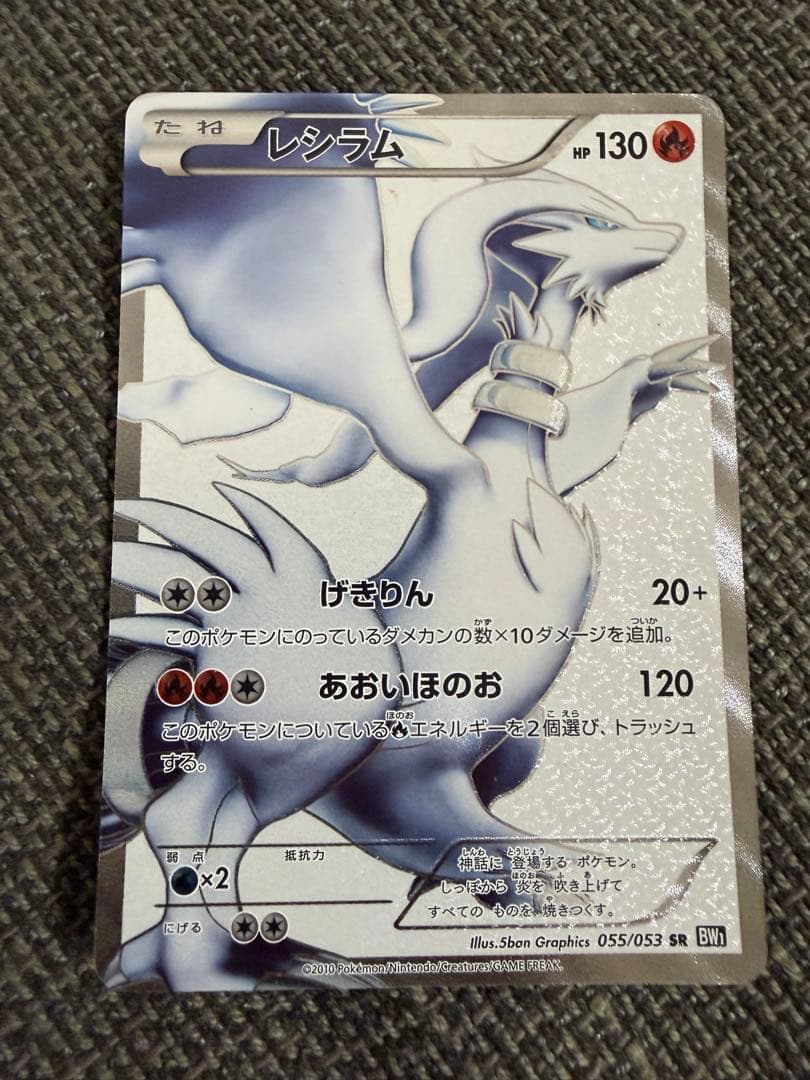 たね レシラム HP 130
げきりん 20+
このポケモンにのっているダメカンの数×10ダメージを追加。
あおいほのお 120
このポケモンについているエネルギーを2個選び、トラッシュ
する。
弱点 抵抗力
×2
にげる
神話に 登場する ポケモン。
しっぽから 炎を 吹き上げて
すべての ものを 焼きつくす。
Illus.5ban Graphics 055/053 SR BW1
©2010 Pokémon/Nintendo/Creatures/GAME FREAK.